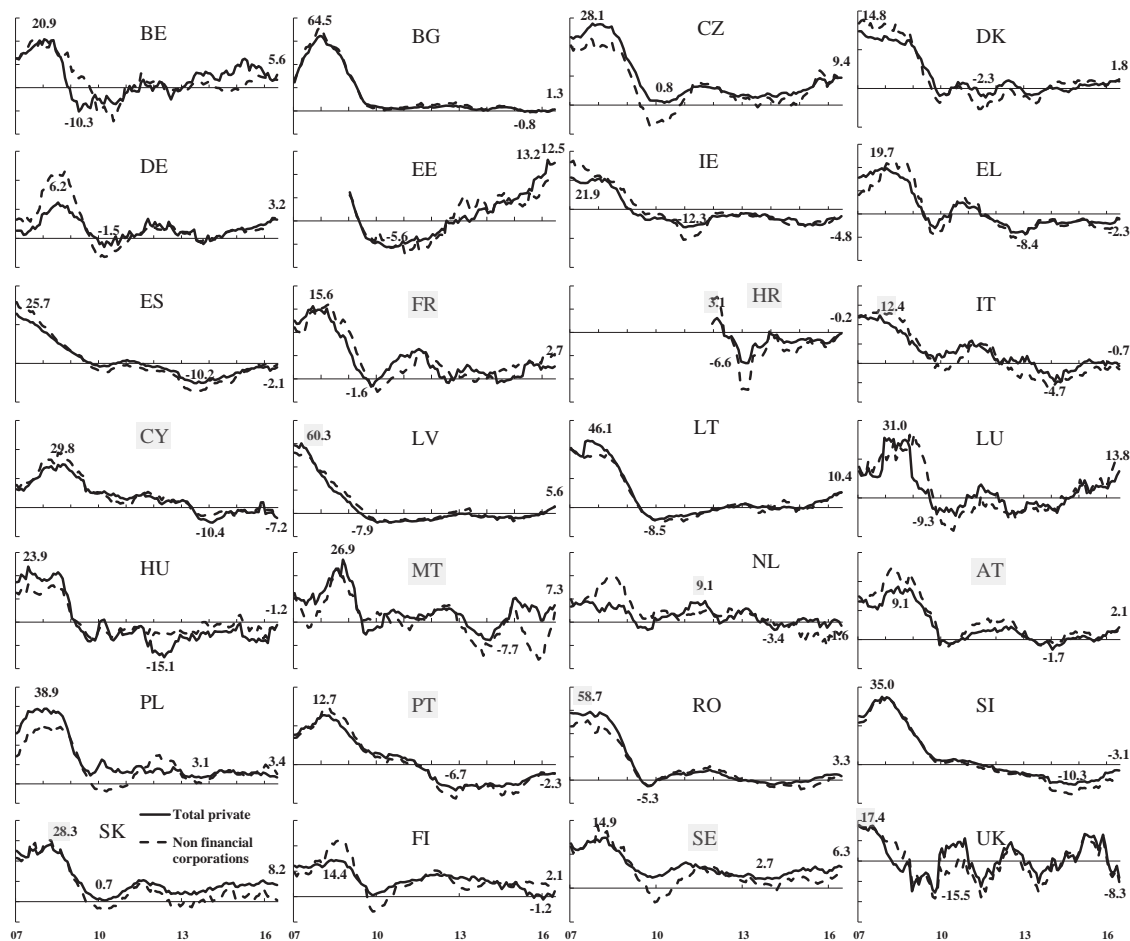 BE
20.9
-10.3
5.6
BG
64.5
1.3
-0.8
CZ
28.1
0.8
9.4
DK
14.8
-2.3
1.8
DE
6.2
-1.5
3.2
EE
-5.6
13.2
12.5
IE
21.9
-12.3
-4.8
EL
19.7
-8.4
-2.3
ES
25.7
-10.2
-2.1
FR
15.6
-1.6
2.7
HR
3.1
-6.6
-0.2
IT
12.4
-4.7
-0.7
CY
29.8
-10.4
-7.2
LV
60.3
-7.9
5.6
LT
46.1
-8.5
10.4
LU
31.0
-9.3
13.8
HU
23.9
-15.1
-1.2
MT
26.9
-7.7
7.3
NL
9.1
-3.4
-1.6
AT
9.1
-1.7
2.1
PL
38.9
3.1
3.4
PT
12.7
-6.7
-2.3
RO
58.7
-5.3
3.3
SI
35.0
-10.3
-3.1
SK
28.3
0.7
8.2
Total private
Non financial
corporations
FI
14.4
2.1
-1.2
SE
14.9
2.7
6.3
UK
17.4
-15.5
-8.3
07 10 13 16
07 10 13 16
07 10 13 16
07 10 13 16